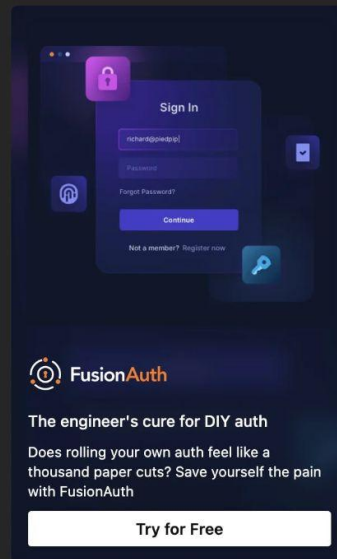 Sign In
richard@piedpip
Password
Forgot Password?
Continue
Not a member? Register now
FusionAuth
The engineer's cure for DIY auth
Does rolling your own auth feel like a
thousand paper cuts? Save yourself the pain
with FusionAuth
Try for Free